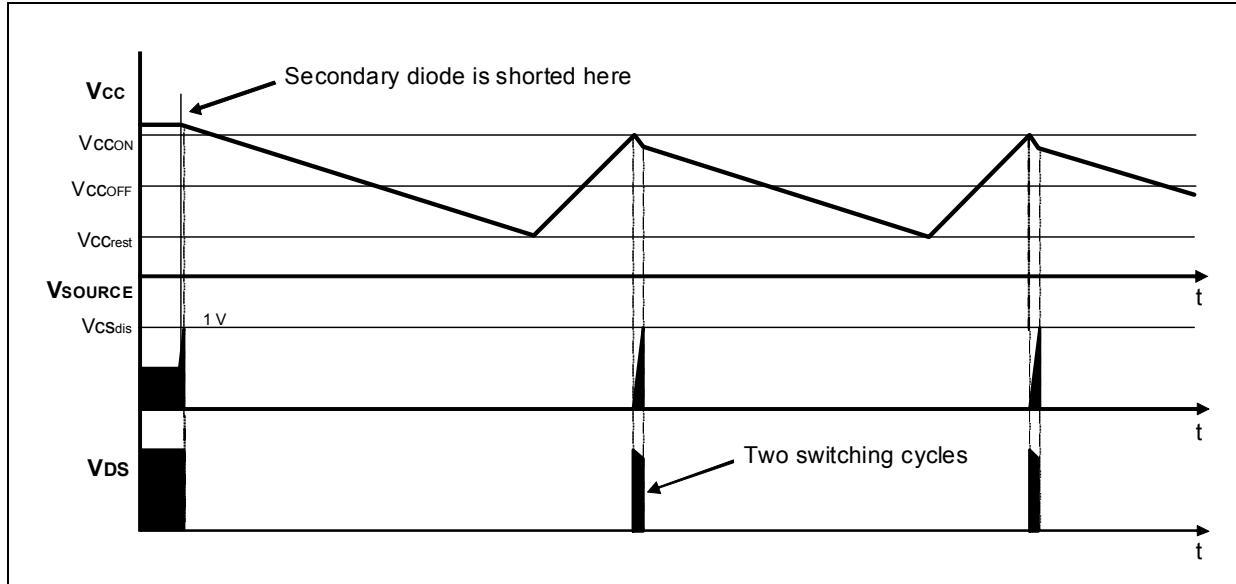 Secondary diode is shorted here
VCC
VCCON
VCCOFF
VCCrest
t
VSOURCE
VCSdis
1 V
t
VDS
Two switching cycles
t